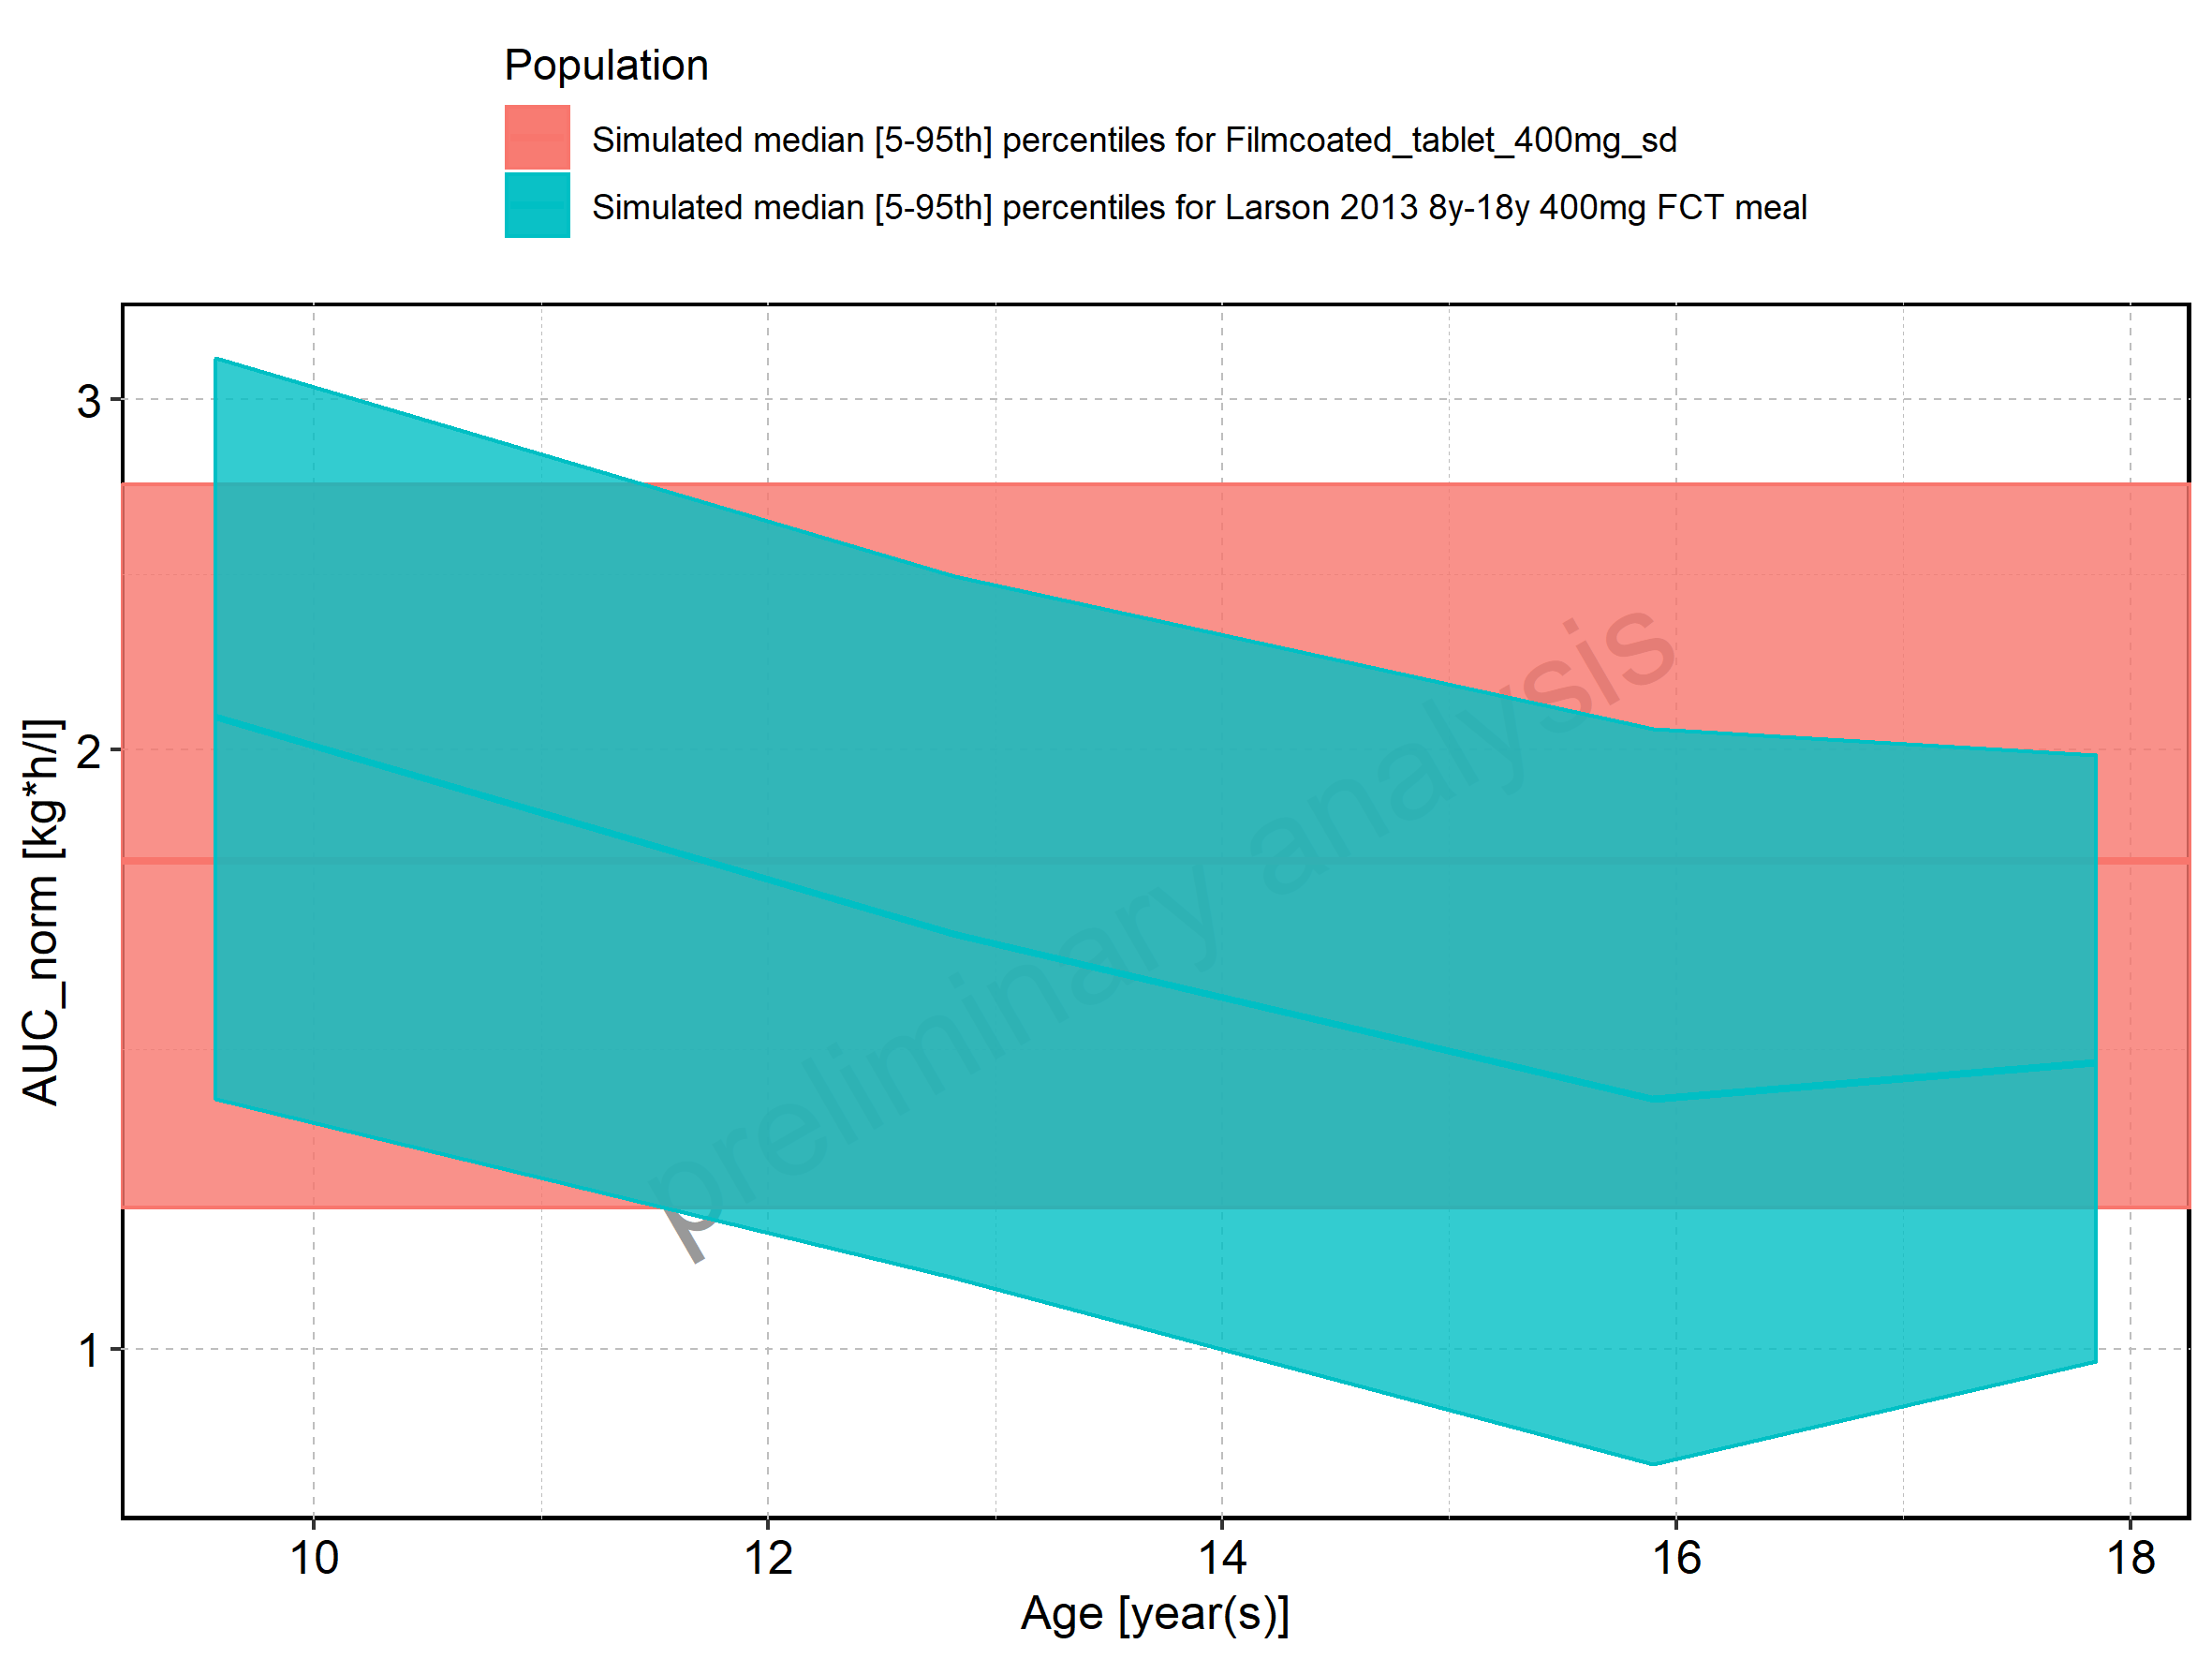 Population
Simulated median [5-95th] percentiles for Filmcoated_tablet_400mg_sd
Simulated median [5-95th] percentiles for Larson 2013 8y-18y 400mg FCT meal
3
2
1
AUC_norm [kg*h/l]
preliminary analysis
10 12 14 16 18
Age [year(s)]